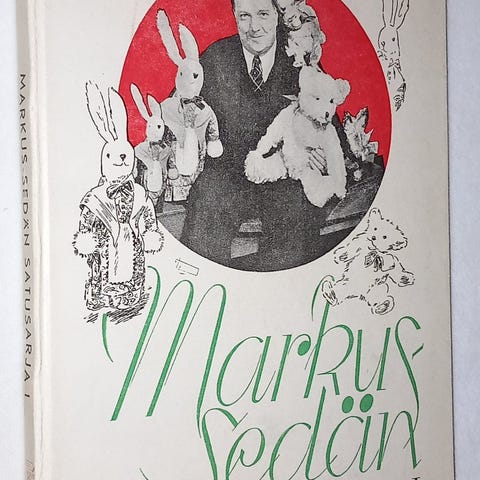 MARKUS SEDÄN SATUSARJA I
Markus-
sedän
I